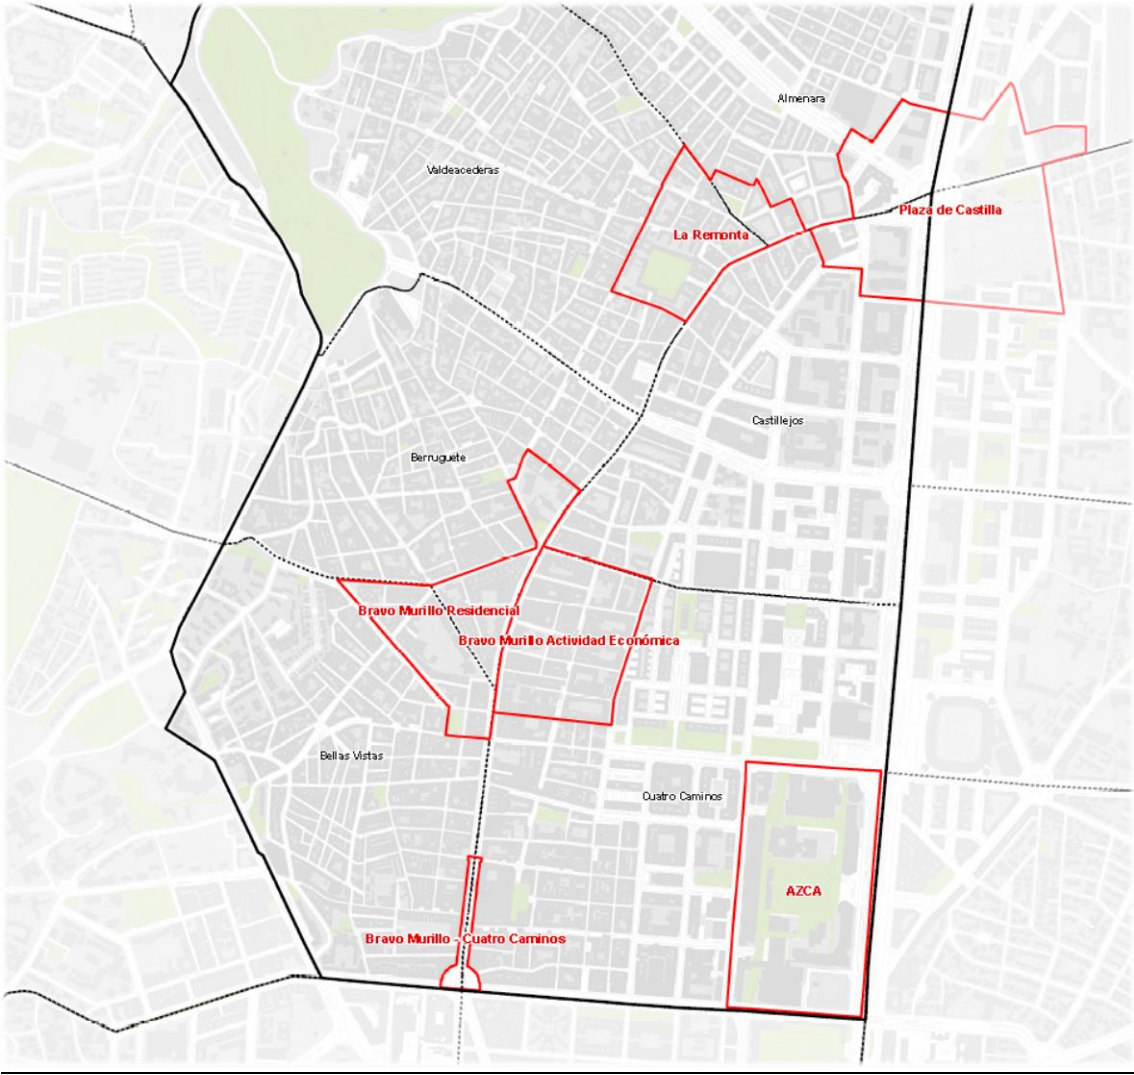 Almenara
Valdeacederas
Plaza de Castilla
La Remonta
Castillejos
Berruguete
Bravo Murillo Residencial
Bravo Murillo Actividad Económica
Bellas Vistas
Cuatro Caminos
AZCA
Bravo Murillo - Cuatro Caminos